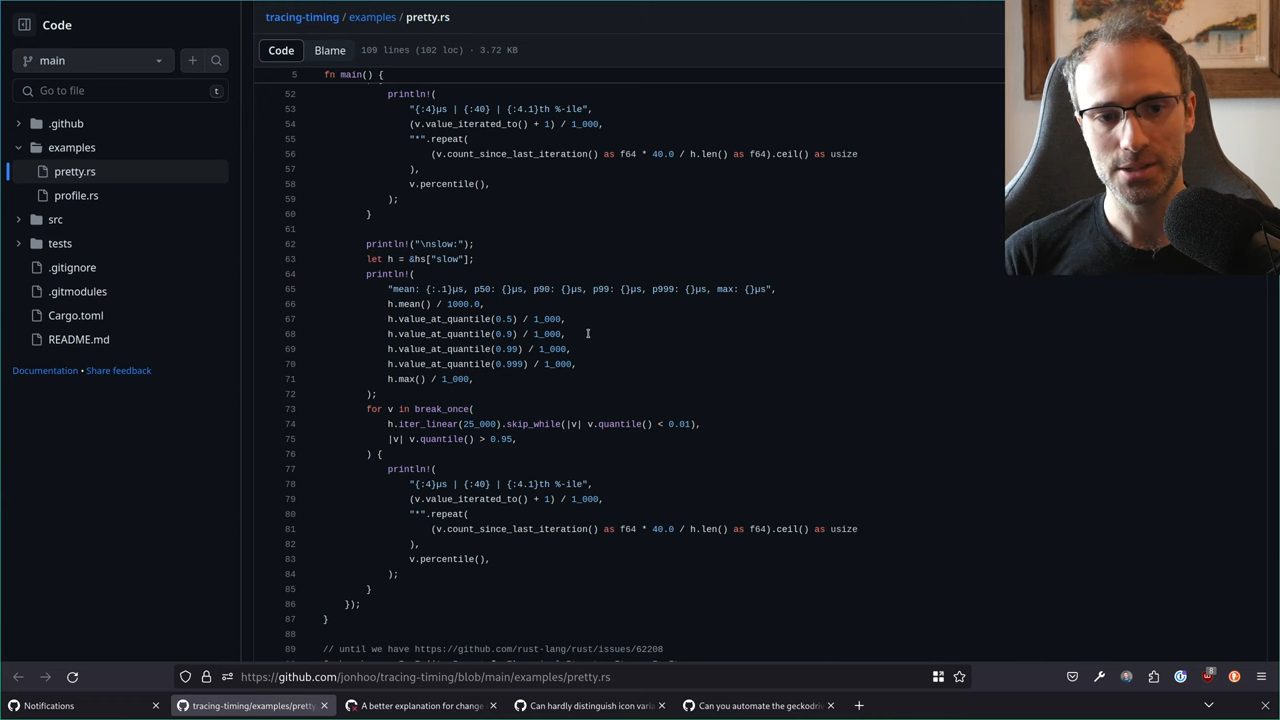 Code
main
Go to file
t
.github
examples
pretty.rs
profile.rs
src
tests
.gitignore
.gitmodules
Cargo.toml
README.md
Documentation • Share feedback
tracing-timing / examples / pretty.rs
Code Blame 109 lines (102 loc) · 3.72 KB
5 fn main() {
52 println!(
53 "{:4}µs | {:40} | {:4.1}th %-ile",
54 (v.value_iterated_to() + 1) / 1_000,
55 "*".repeat(
56 (v.count_since_last_iteration() as f64 * 40.0 / h.len() as f64).ceil() as usize
57 ),
58 v.percentile(),
59 );
60 }
61
62 println!("\nslow:");
63 let h = &hs["slow"];
64 println!(
65 "mean: {:.1}µs, p50: {}µs, p90: {}µs, p99: {}µs, p999: {}µs, max: {}µs",
66 h.mean() / 1000.0,
67 h.value_at_quantile(0.5) / 1_000,
68 h.value_at_quantile(0.9) / 1_000,
69 h.value_at_quantile(0.99) / 1_000,
70 h.value_at_quantile(0.999) / 1_000,
71 h.max() / 1_000,
72 );
73 for v in break_once(
74 h.iter_linear(25_000).skip_while(|v| v.quantile() < 0.01),
75 |v| v.quantile() > 0.95,
76 ) {
77 println!(
78 "{:4}µs | {:40} | {:4.1}th %-ile",
79 (v.value_iterated_to() + 1) / 1_000,
80 "*".repeat(
81 (v.count_since_last_iteration() as f64 * 40.0 / h.len() as f64).ceil() as usize
82 ),
83 v.percentile(),
84 );
85 }
86 });
87 }
88
89 // until we have https://github.com/rust-lang/rust/issues/62208
https://github.com/jonhoo/tracing-timing/blob/main/examples/pretty.rs
8
Notifications
tracing-timing/examples/pretty
A better explanation for change
Can hardly distinguish icon varia
Can you automate the geckodriv